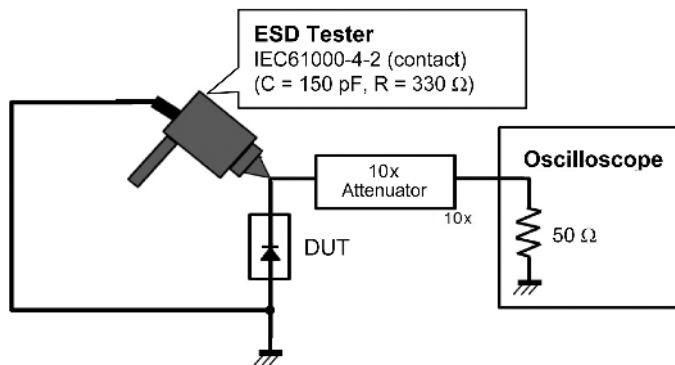 ESD Tester
IEC61000-4-2 (contact)
(C = 150 pF, R = 330 Ω)
10x
Attenuator
10x
Oscilloscope
50 Ω
DUT